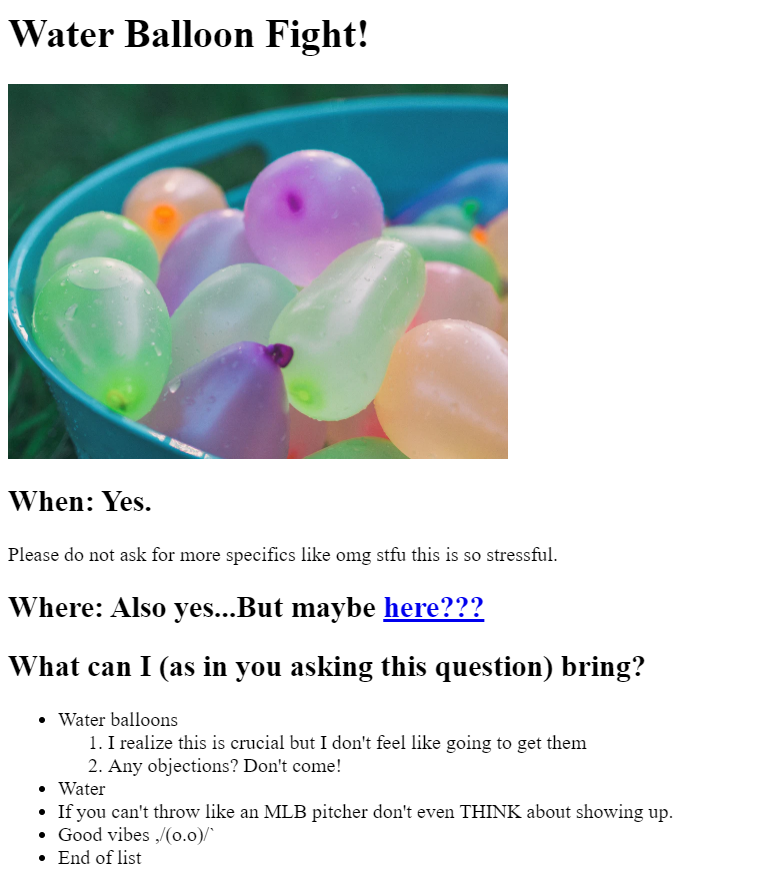 Water Balloon Fight!
When: Yes.
Please do not ask for more specifics like omg stfu this is so stressful.
Where: Also yes...But maybe here???
What can I (as in you asking this question) bring?
• Water balloons
1. I realize this is crucial but I don't feel like going to get them
2. Any objections? Don't come!
• Water
• If you can't throw like an MLB pitcher don't even THINK about showing up.
• Good vibes ,/(o.o)/`
• End of list